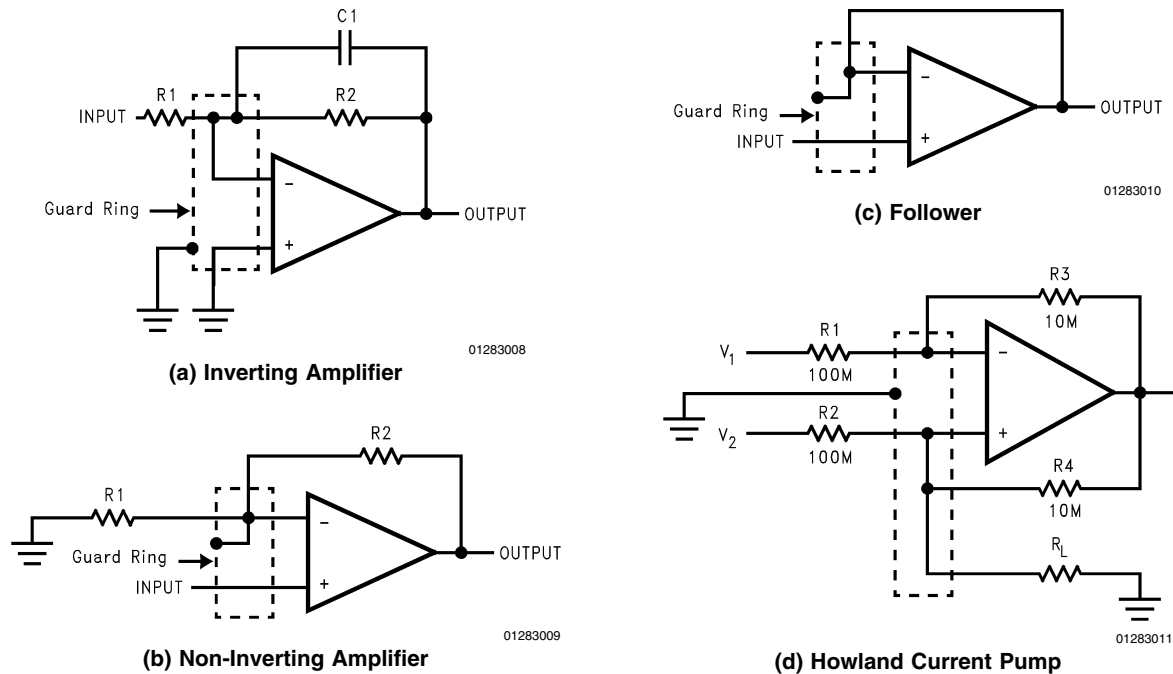 C1
R1
R2
INPUT
−
Guard Ring
OUTPUT
+
01283008
(a) Inverting Amplifier
R2
R1
−
Guard Ring
OUTPUT
INPUT
+
01283009
(b) Non-Inverting Amplifier
−
Guard Ring
OUTPUT
INPUT
+
01283010
(c) Follower
R3
10M
R1
V1
−
100M
R2
V2
+
100M
R4
10M
RL
01283011
(d) Howland Current Pump